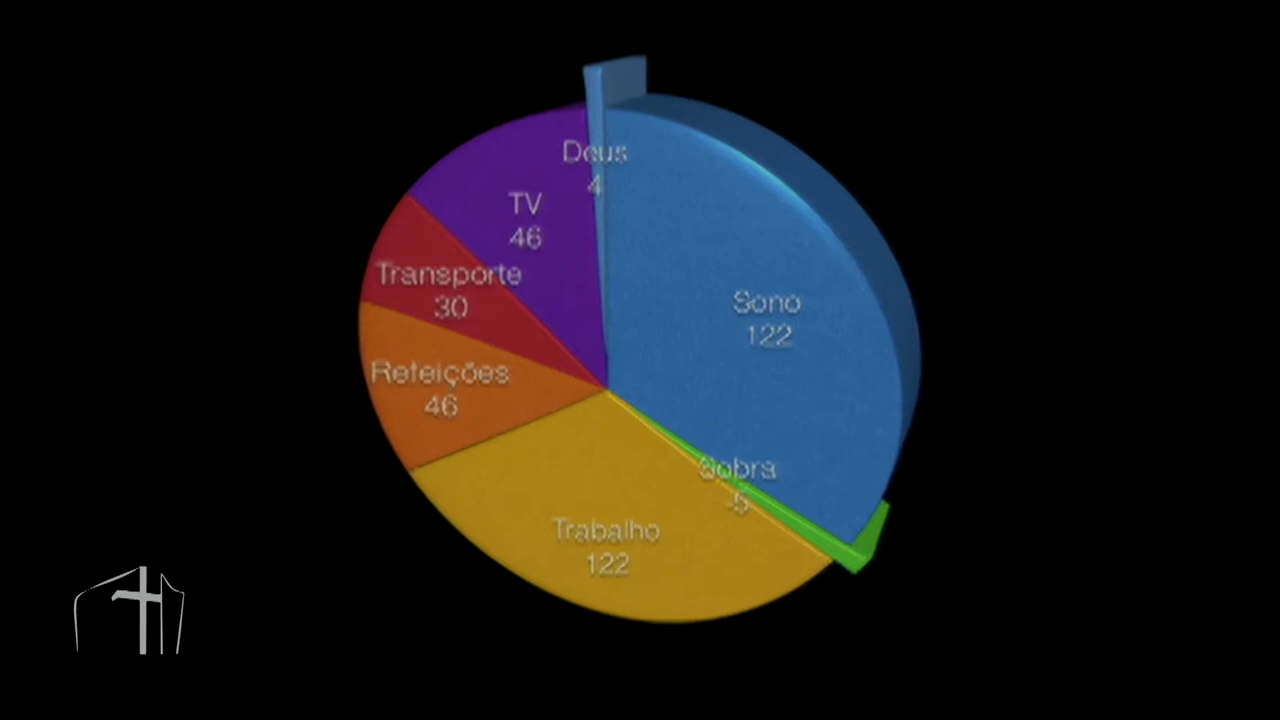 Deus
4
TV
46
Transporte
30
Sono
122
Refeições
46
Sobra
-5
Trabalho
122